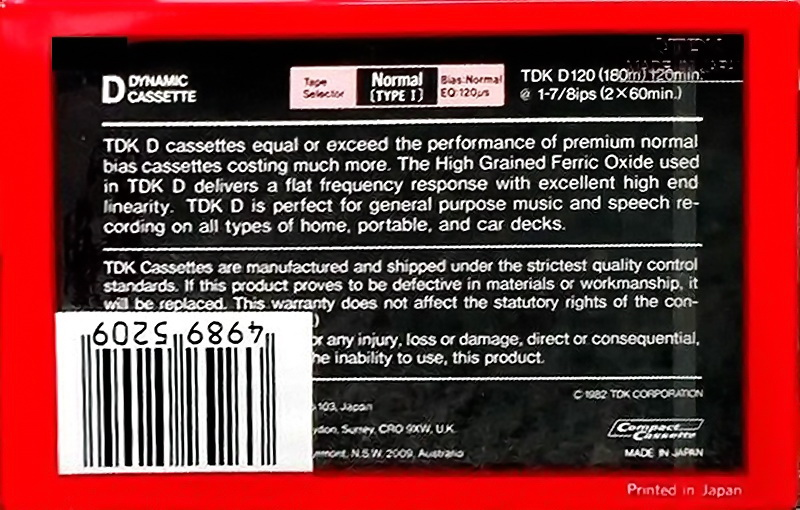 D DYNAMIC CASSETTE
Tape Selector
Normal (TYPE I)
Bias:Normal EQ:120µs
TDK D120 (180m) 120min.
@ 1-7/8ips (2×60min.)
TDK D cassettes equal or exceed the performance of premium normal
bias cassettes costing much more. The High Grained Ferric Oxide used
in TDK D delivers a flat frequency response with excellent high end
linearity. TDK D is perfect for general purpose music and speech re-
cording on all types of home, portable, and car decks.
TDK Cassettes are manufactured and shipped under the strictest quality control
standards. If this product proves to be defective in materials or workmanship, it
will be replaced. This warranty does not affect the statutory rights of the con-
)
any injury, loss or damage, direct or consequential,
inability to use, this product.
© 1982 TDK CORPORATION
103, Japan
Surrey, CRO 9XW, U.K.
N.S.W. 2009, Australia
Compact Cassette
MADE IN JAPAN
4989 5209
Printed in Japan